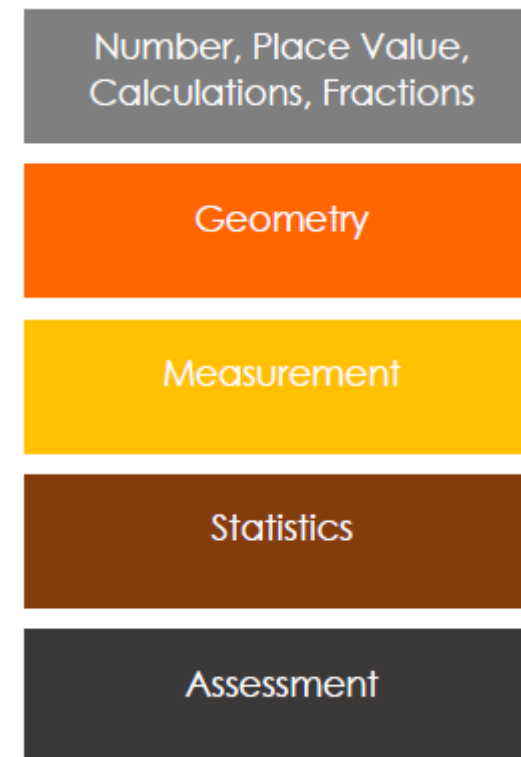 Number, Place Value,
Calculations, Fractions
Geometry
Measurement
Statistics
Assessment